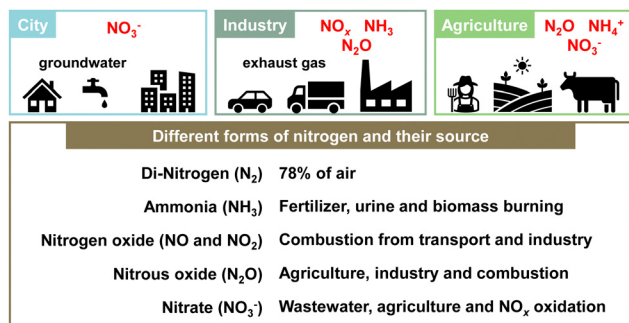 City
NO₃⁻
groundwater
Industry
NOₓ NH₃
N₂O
exhaust gas
Agriculture
N₂O NH₄⁺
NO₃⁻
Different forms of nitrogen and their source
Di-Nitrogen (N₂) 78% of air
Ammonia (NH₃) Fertilizer, urine and biomass burning
Nitrogen oxide (NO and NO₂) Combustion from transport and industry
Nitrous oxide (N₂O) Agriculture, industry and combustion
Nitrate (NO₃⁻) Wastewater, agriculture and NOₓ oxidation